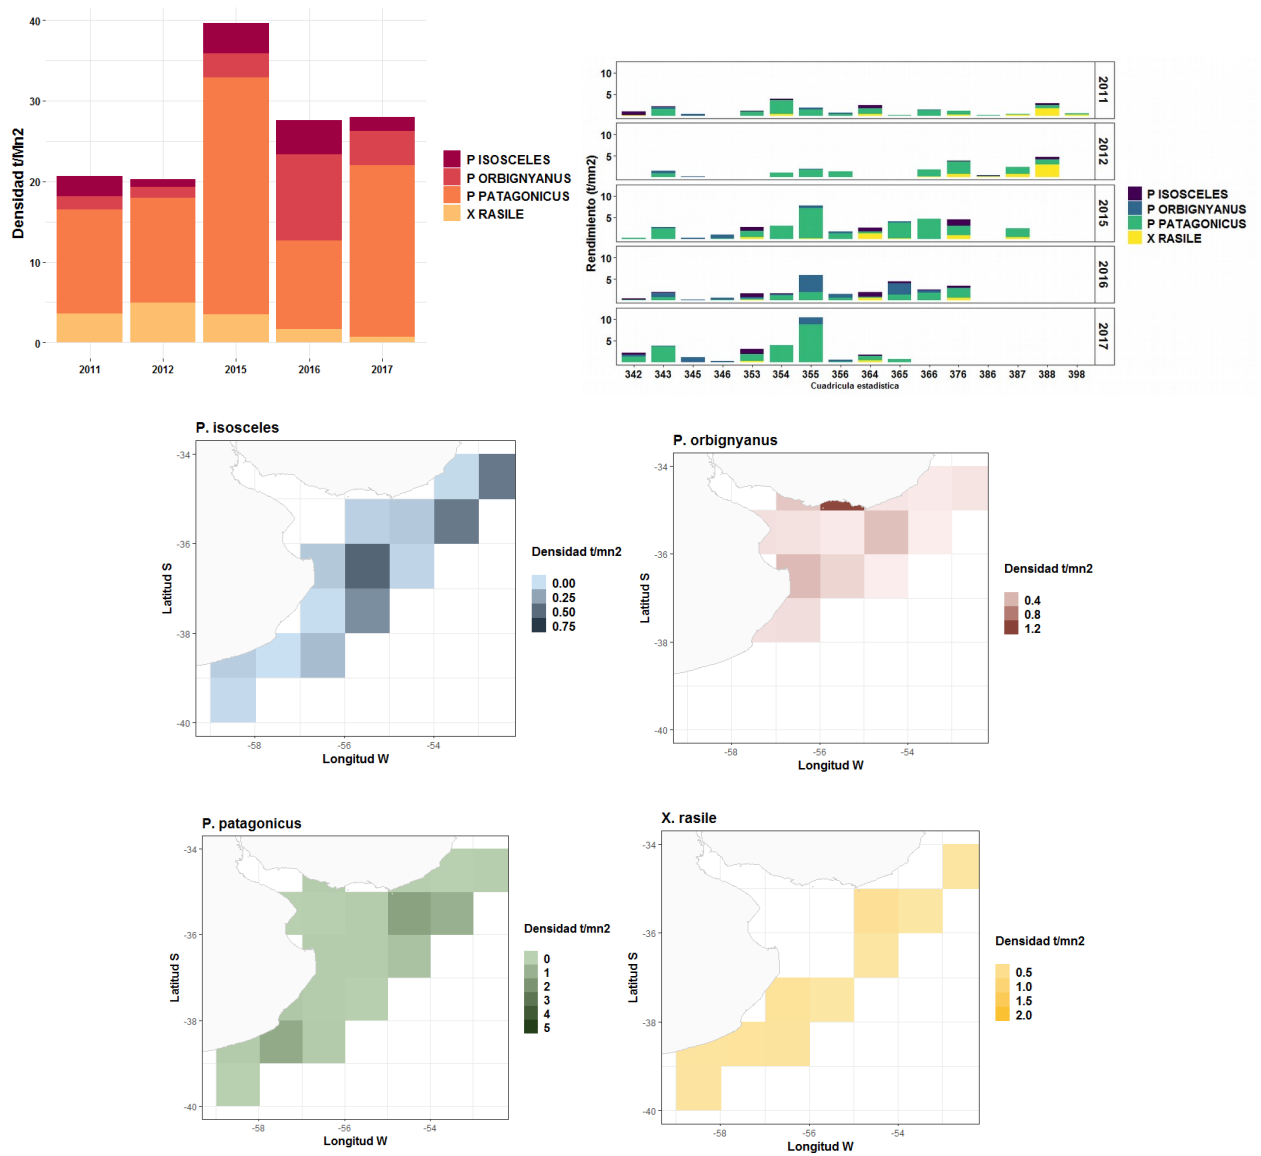 Densidad t/Mn2
40
30
20
10
0
2011 2012 2015 2016 2017
P ISOSCELES
P ORBIGNYANUS
P PATAGONICUS
X RASILE
Rendimiento (t/mn2)
10
5
2011
10
5
2012
10
5
2015
10
5
2016
10
5
2017
342 343 345 346 353 354 355 356 364 365 366 376 386 387 388 398
Cuadrícula estadística
P ISOSCELES
P ORBIGNYANUS
P PATAGONICUS
X RASILE
P. isosceles
Latitud S
-34
-36
-38
-40
-58 -56 -54
Longitud W
Densidad t/mn2
0.00
0.25
0.50
0.75
P. orbignyanus
Latitud S
-34
-36
-38
-40
-58 -56 -54
Longitud W
Densidad t/mn2
0.4
0.8
1.2
P. patagonicus
Latitud S
-34
-36
-38
-40
-58 -56 -54
Longitud W
Densidad t/mn2
0
1
2
3
4
5
X. rasile
Latitud S
-34
-36
-38
-40
-58 -56 -54
Longitud W
Densidad t/mn2
0.5
1.0
1.5
2.0